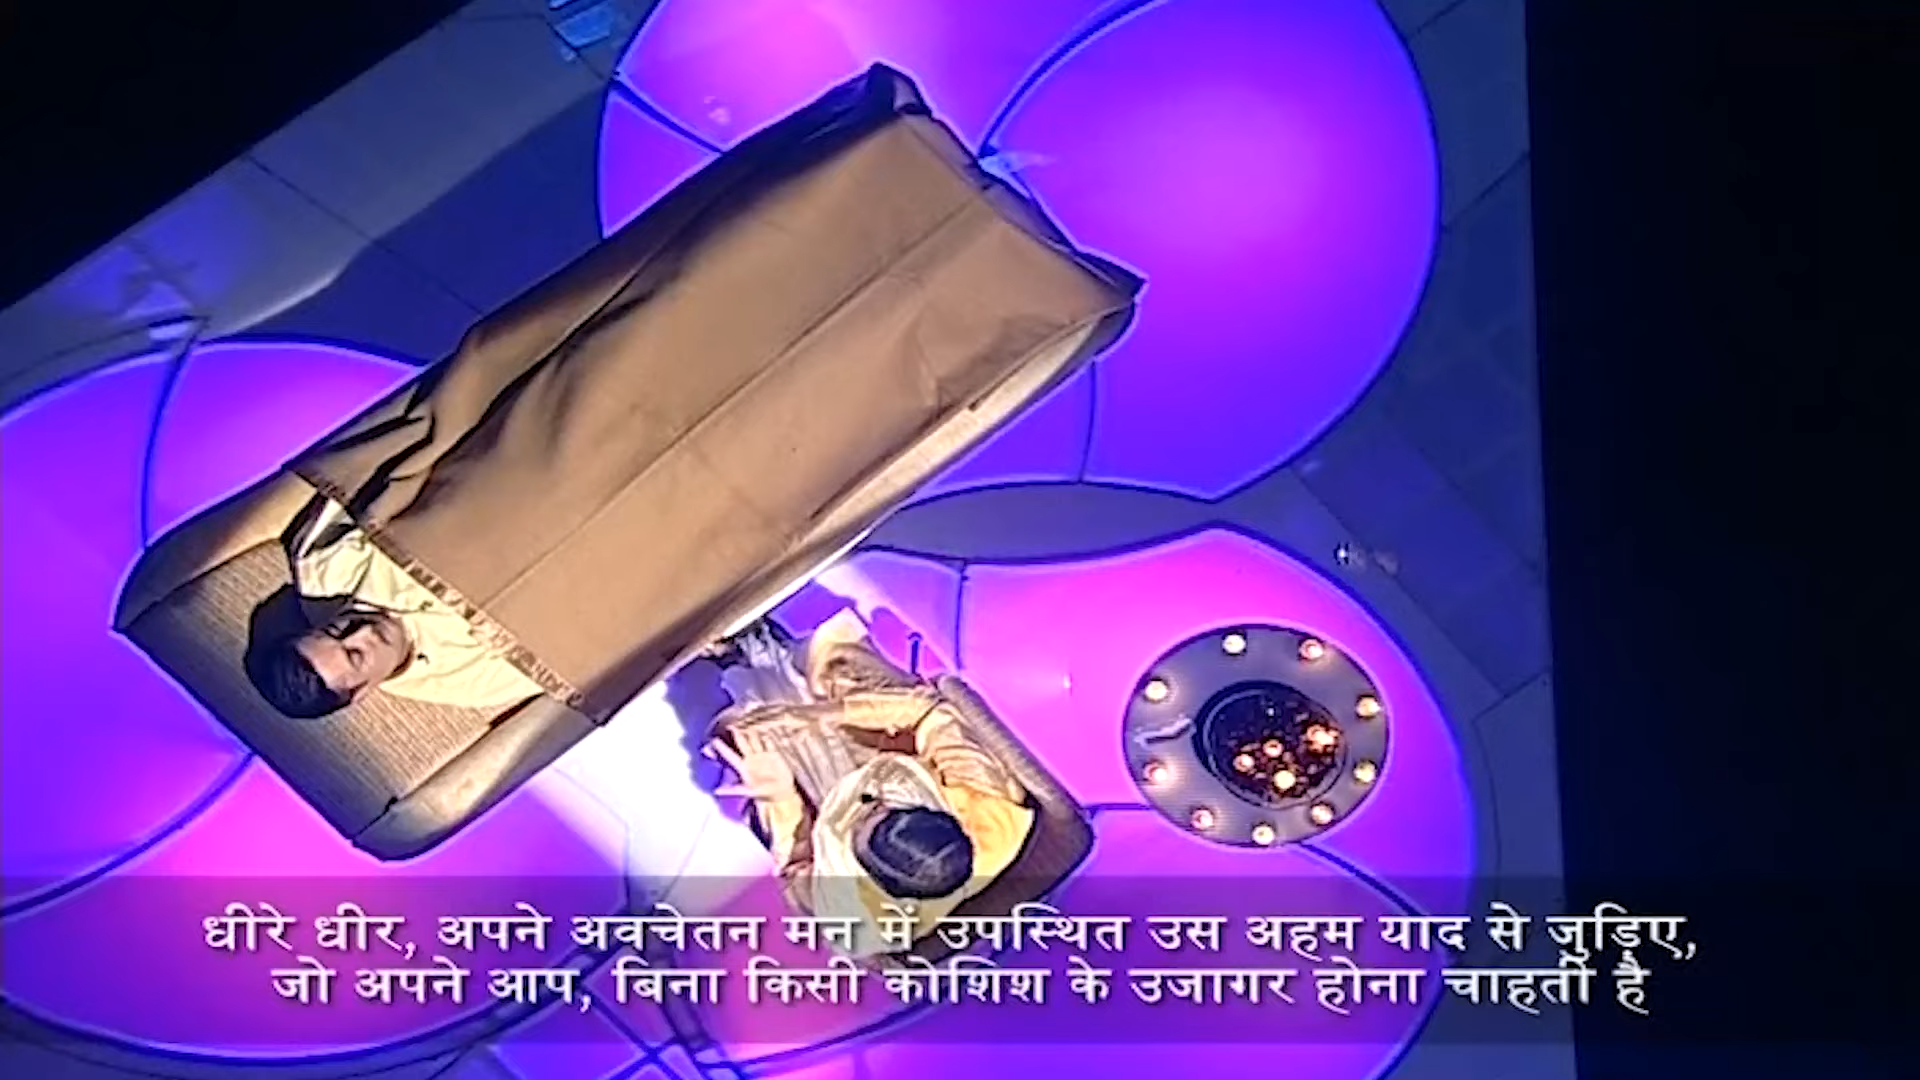 धीरे धीर, अपने अवचेतन मन में उपस्थित उस अहम याद से जुड़िए,
जो अपने आप, बिना किसी कोशिश के उजागर होना चाहती है